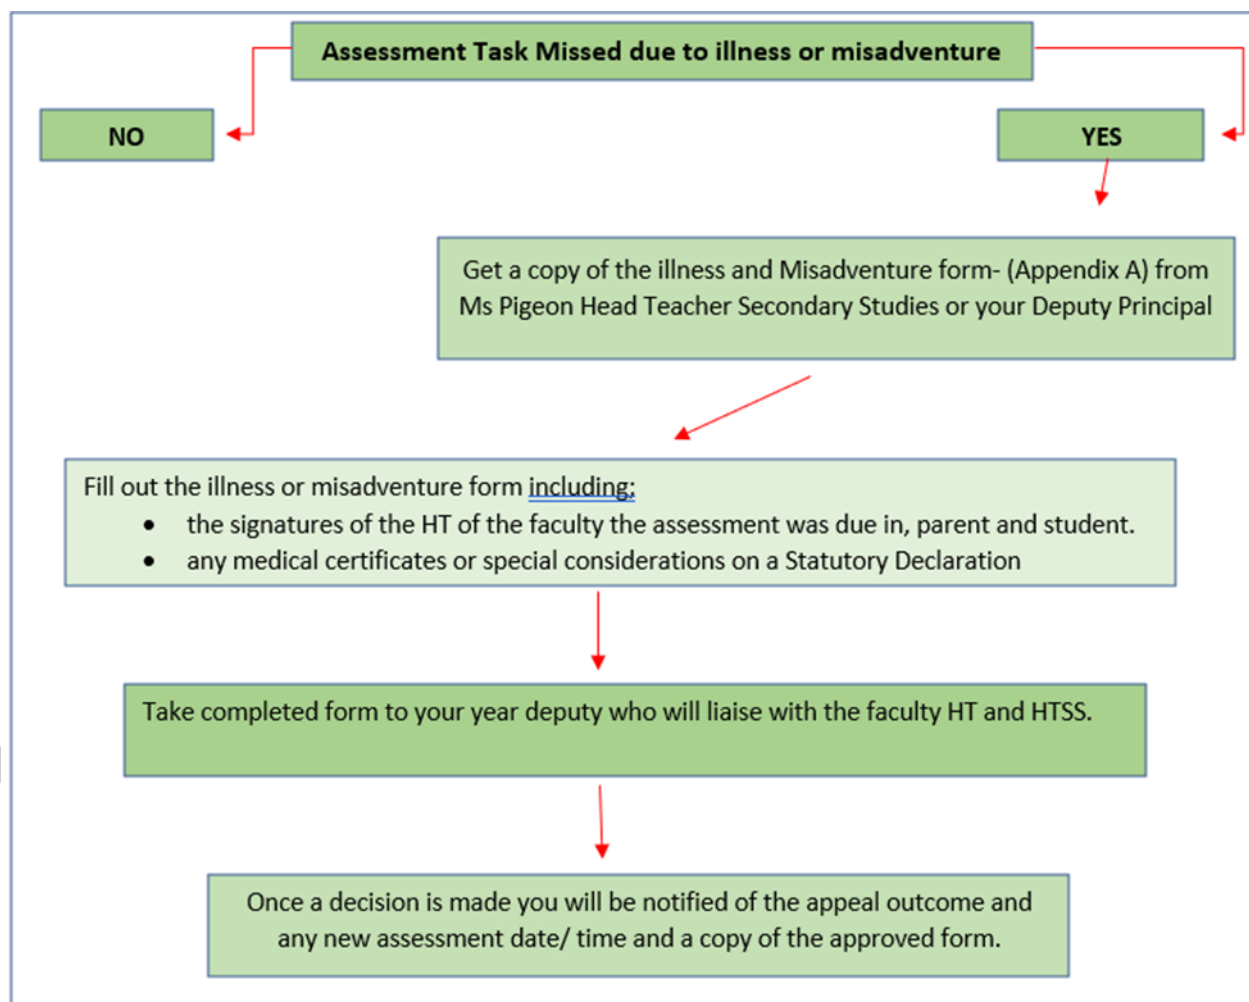 Assessment Task Missed due to illness or misadventure
NO
YES
Get a copy of the illness and Misadventure form- (Appendix A) from
Ms Pigeon Head Teacher Secondary Studies or your Deputy Principal
Fill out the illness or misadventure form including:
• the signatures of the HT of the faculty the assessment was due in, parent and student.
• any medical certificates or special considerations on a Statutory Declaration
Take completed form to your year deputy who will liaise with the faculty HT and HTSS.
Once a decision is made you will be notified of the appeal outcome and
any new assessment date/ time and a copy of the approved form.